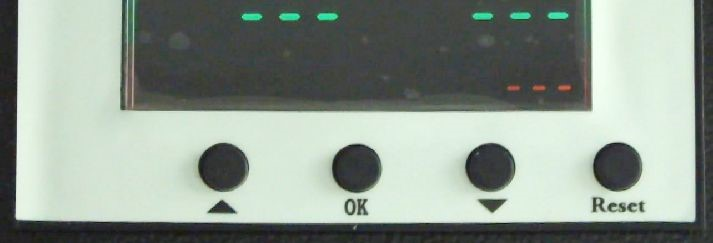 --- ---
---
▲ OK ▼ Reset